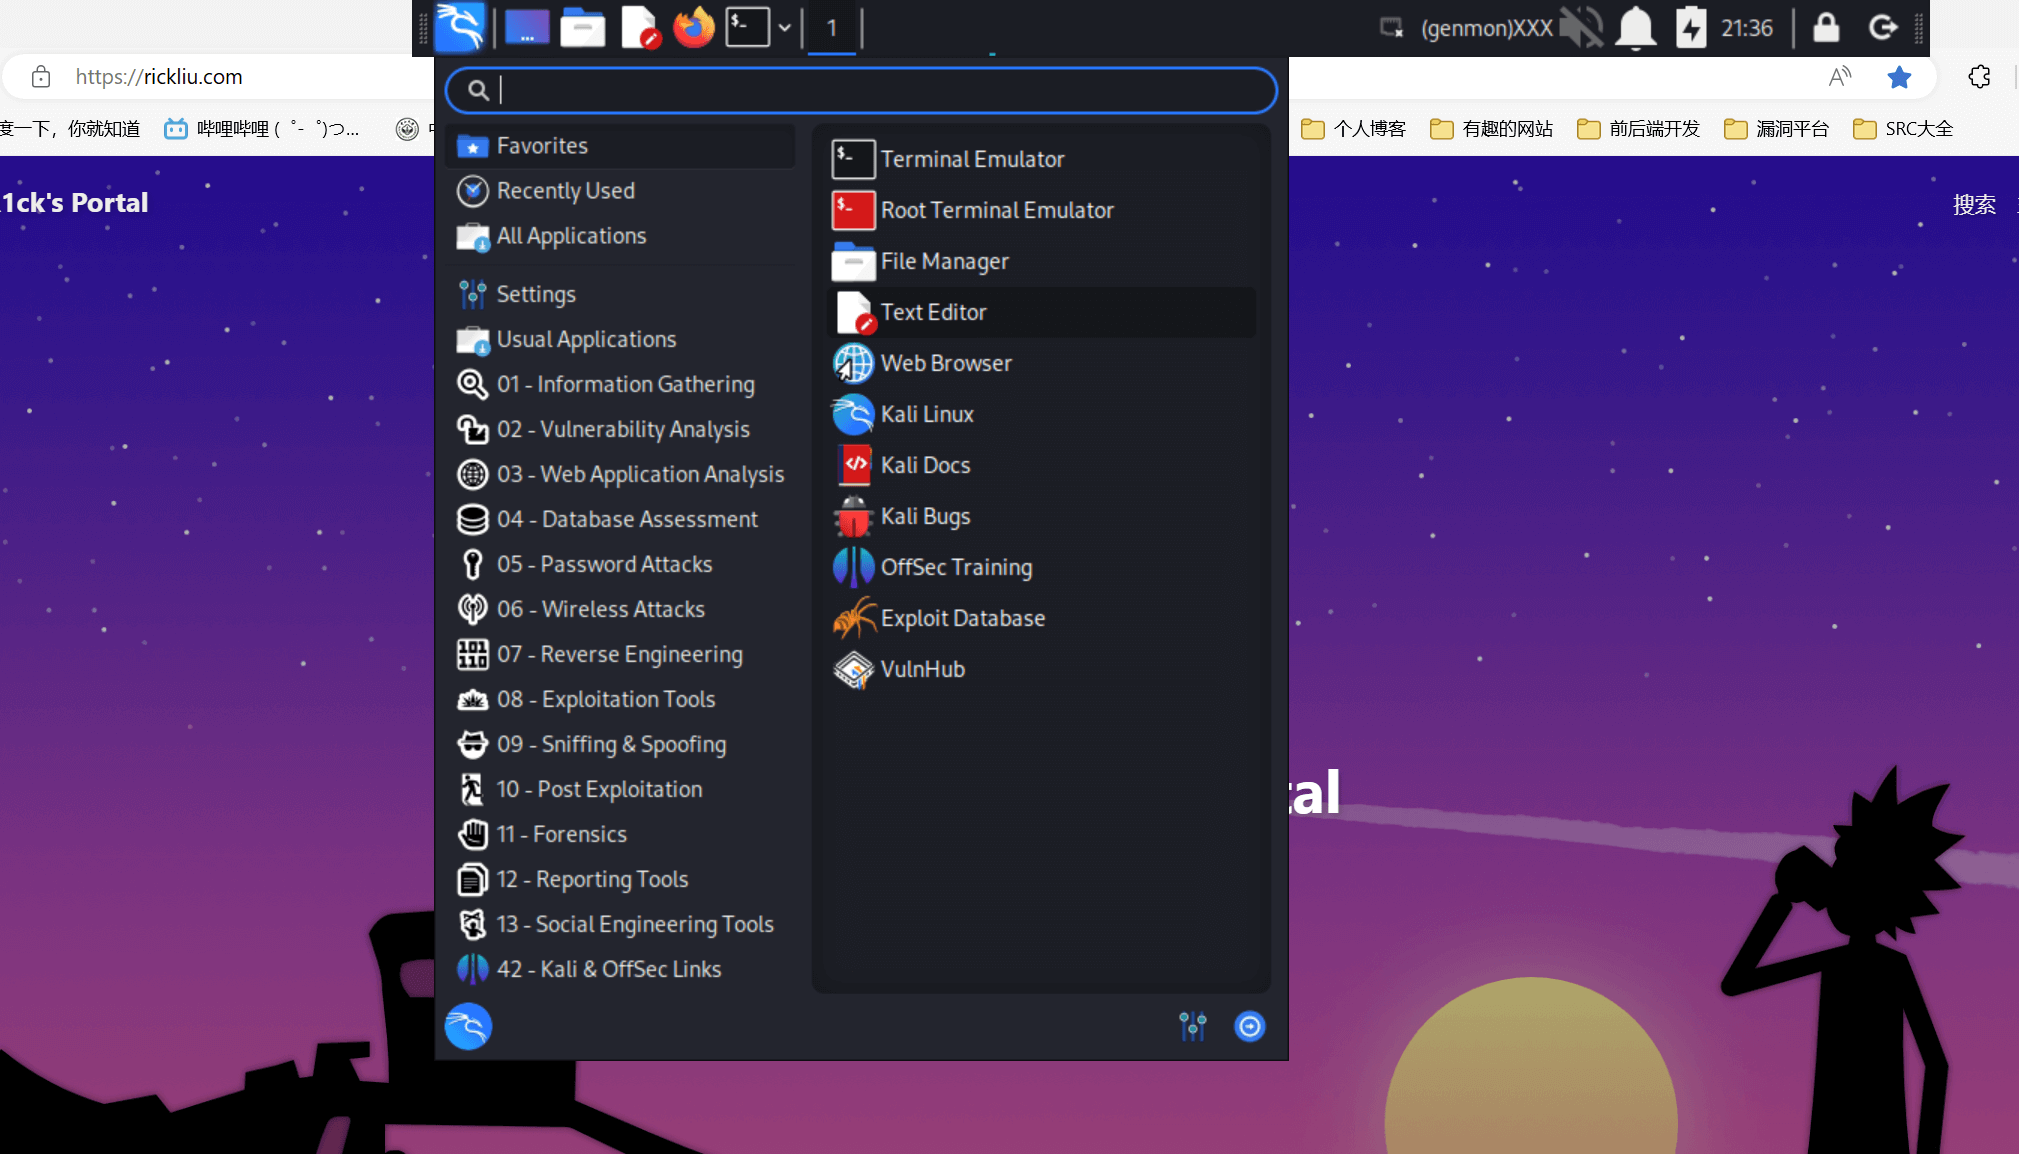 1
(genmon)XXX
21:36
https://rickliu.com
度一下，你就知道
哔哩哔哩 ( ゜- ゜)つ...
个人博客
有趣的网站
前后端开发
漏洞平台
SRC大全
1ck's Portal
搜索
Favorites
Recently Used
All Applications
Settings
Usual Applications
01 - Information Gathering
02 - Vulnerability Analysis
03 - Web Application Analysis
04 - Database Assessment
05 - Password Attacks
06 - Wireless Attacks
07 - Reverse Engineering
08 - Exploitation Tools
09 - Sniffing & Spoofing
10 - Post Exploitation
11 - Forensics
12 - Reporting Tools
13 - Social Engineering Tools
42 - Kali & OffSec Links
Terminal Emulator
Root Terminal Emulator
File Manager
Text Editor
Web Browser
Kali Linux
Kali Docs
Kali Bugs
OffSec Training
Exploit Database
VulnHub
tal